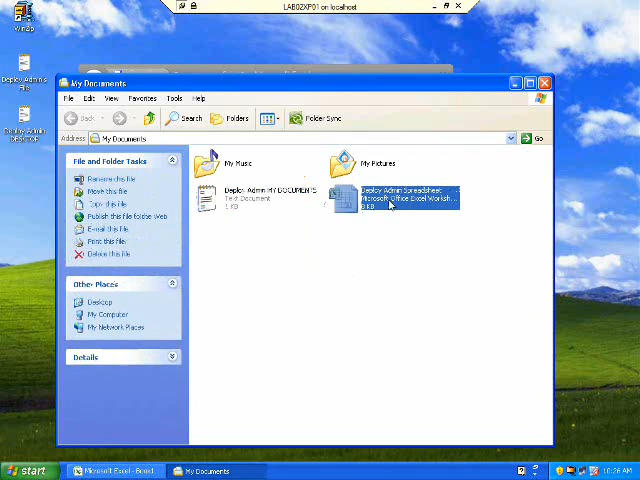 LAB02XP01 on localhost
WinZip
Deploy Admin's
File
Deploy Admin
DESKTOP
My Documents
File Edit View Favorites Tools Help
Back Search Folders Folder Sync
Address My Documents Go
File and Folder Tasks
Rename this file
Move this file
Copy this file
Publish this file to the Web
E-mail this file
Print this file
Delete this file
Other Places
Desktop
My Computer
My Network Places
Details
My Music
My Pictures
Deploy Admin MY DOCUMENTS
Text Document
1 KB
Deploy Admin Spreadsheet
Microsoft Office Excel Worksh...
8 KB
start
Microsoft Excel - Book1
My Documents
10:26 AM